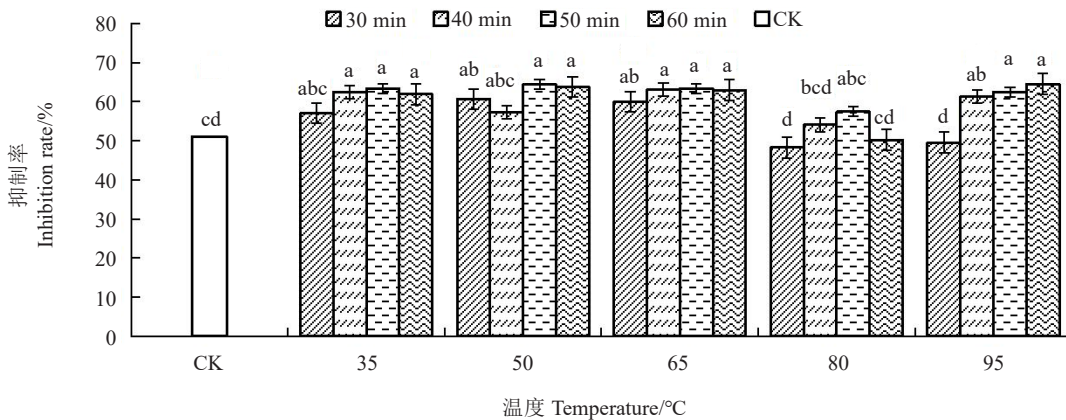 30 min 40 min 50 min 60 min CK
抑制率
Inhibition rate/%
80
70
60
50
40
30
20
10
0
cd
abc a a a
ab abc a a
ab a a a
d bcd abc cd
d ab a a
CK 35 50 65 80 95
温度 Temperature/°C